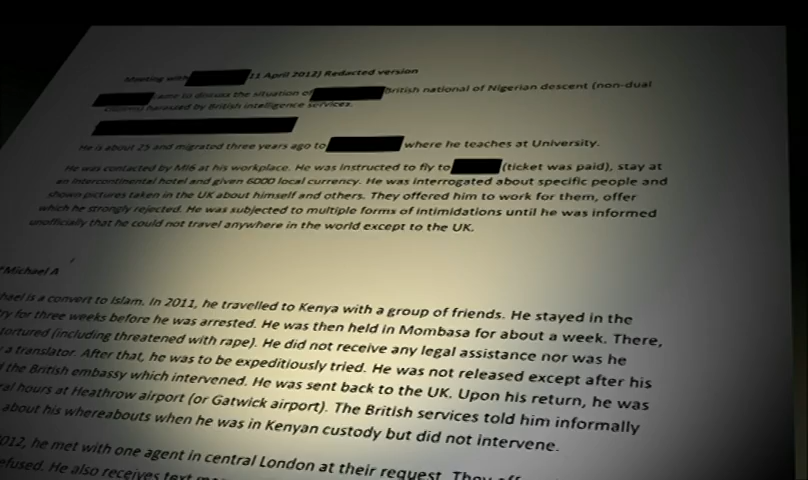 Meeting with 11 April 2012) Redacted version
came to discuss the situation of British national of Nigerian descent (non-dual
harassed by British intelligence services.
He is about 25 and migrated three years ago to where he teaches at University.
He was contacted by MI6 at his workplace. He was instructed to fly to (ticket was paid), stay at
an intercontinental hotel and given 6000 local currency. He was interrogated about specific people and
shown pictures taken in the UK about himself and others. They offered him to work for them, offer
which he strongly rejected. He was subjected to multiple forms of intimidations until he was informed
unofficially that he could not travel anywhere in the world except to the UK.
Michael A
hael is a convert to Islam. In 2011, he travelled to Kenya with a group of friends. He stayed in the
ry for three weeks before he was arrested. He was then held in Mombasa for about a week. There,
tortured (including threatened with rape). He did not receive any legal assistance nor was he
a translator. After that, he was to be expeditiously tried. He was not released except after his
the British embassy which intervened. He was sent back to the UK. Upon his return, he was
ral hours at Heathrow airport (or Gatwick airport). The British services told him informally
about his whereabouts when he was in Kenyan custody but did not intervene.
2012, he met with one agent in central London at their request. They
efused. He also receives text